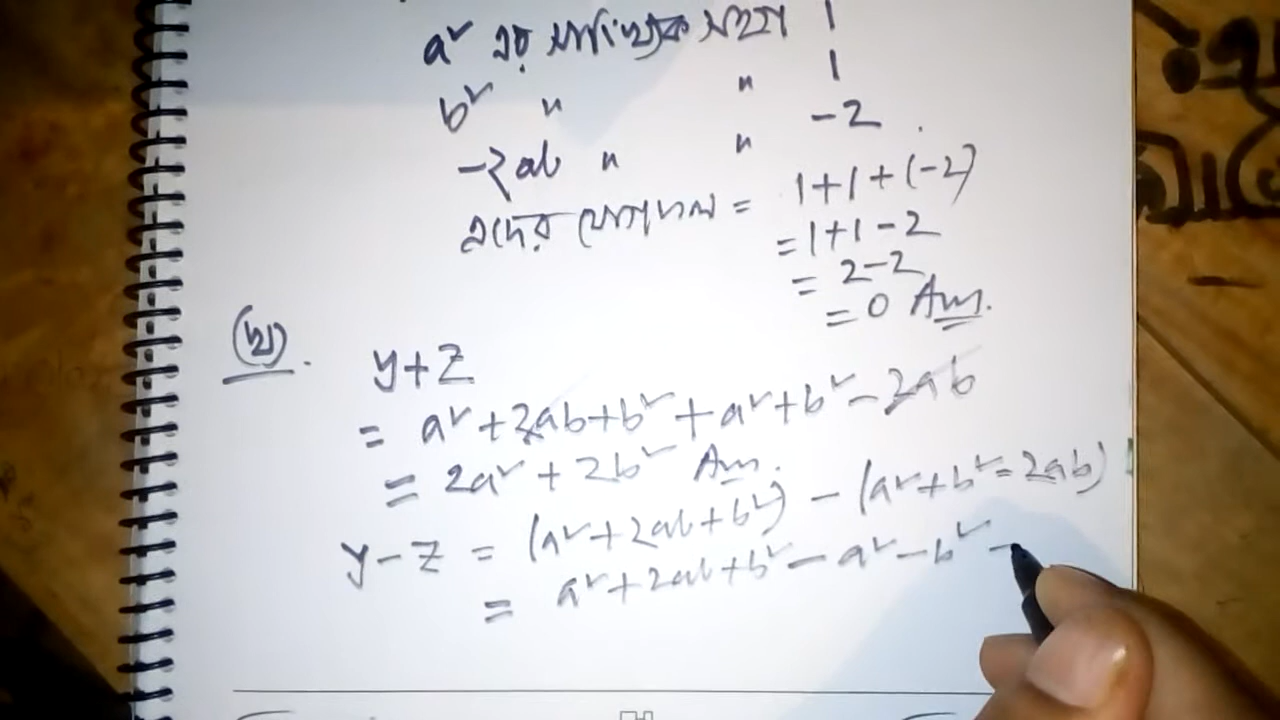 a² এর সাংখ্যিক সহগ 1
b² " " 1
-2ab " " -2
এদের যোগফল = 1+1+(-2)
= 1+1-2
= 2-2
= 0 Ans.
(খ). y+z
= a²+2ab+b²+a²+b²-2ab
= 2a²+2b² Ans.
y-z = (a²+2ab+b²) - (a²+b²-2ab)
= a²+2ab+b²-a²-b²-